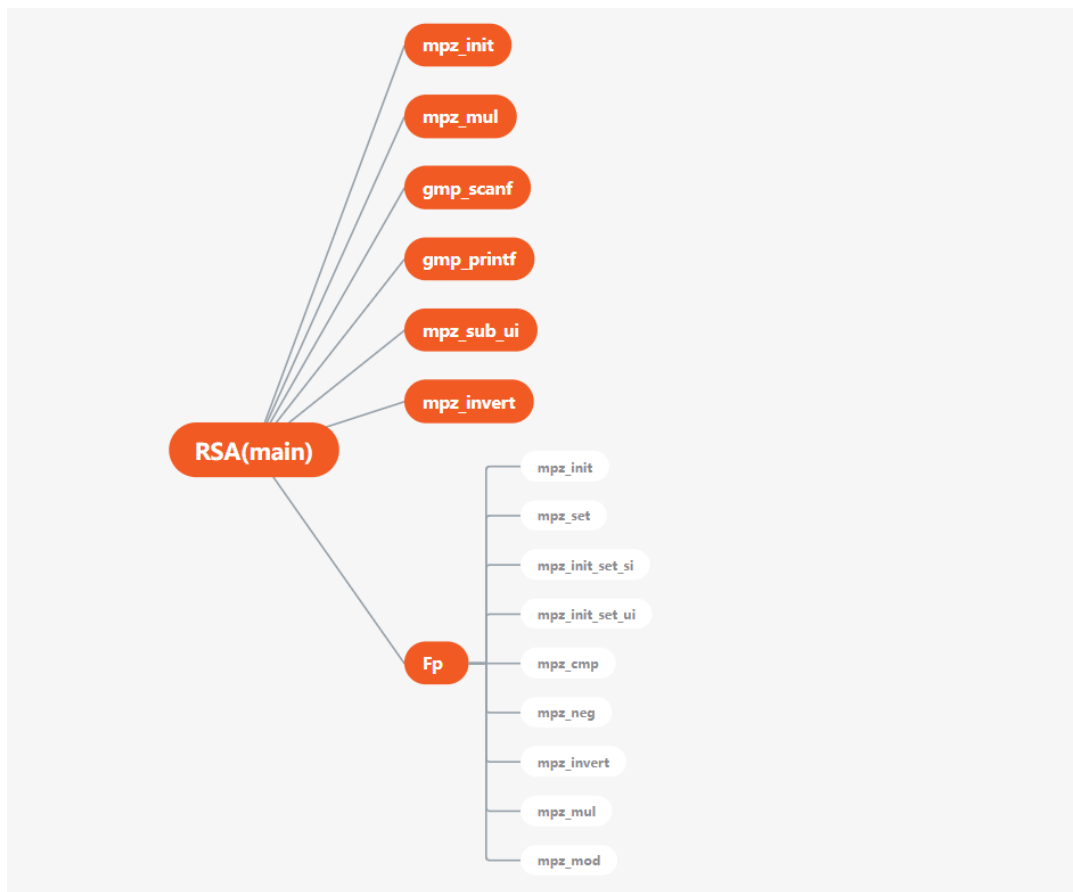 mpz_init
mpz_mul
gmp_scanf
gmp_printf
mpz_sub_ui
mpz_invert
RSA(main)
mpz_init
mpz_set
mpz_init_set_si
mpz_init_set_ui
Fp
mpz_cmp
mpz_neg
mpz_invert
mpz_mul
mpz_mod